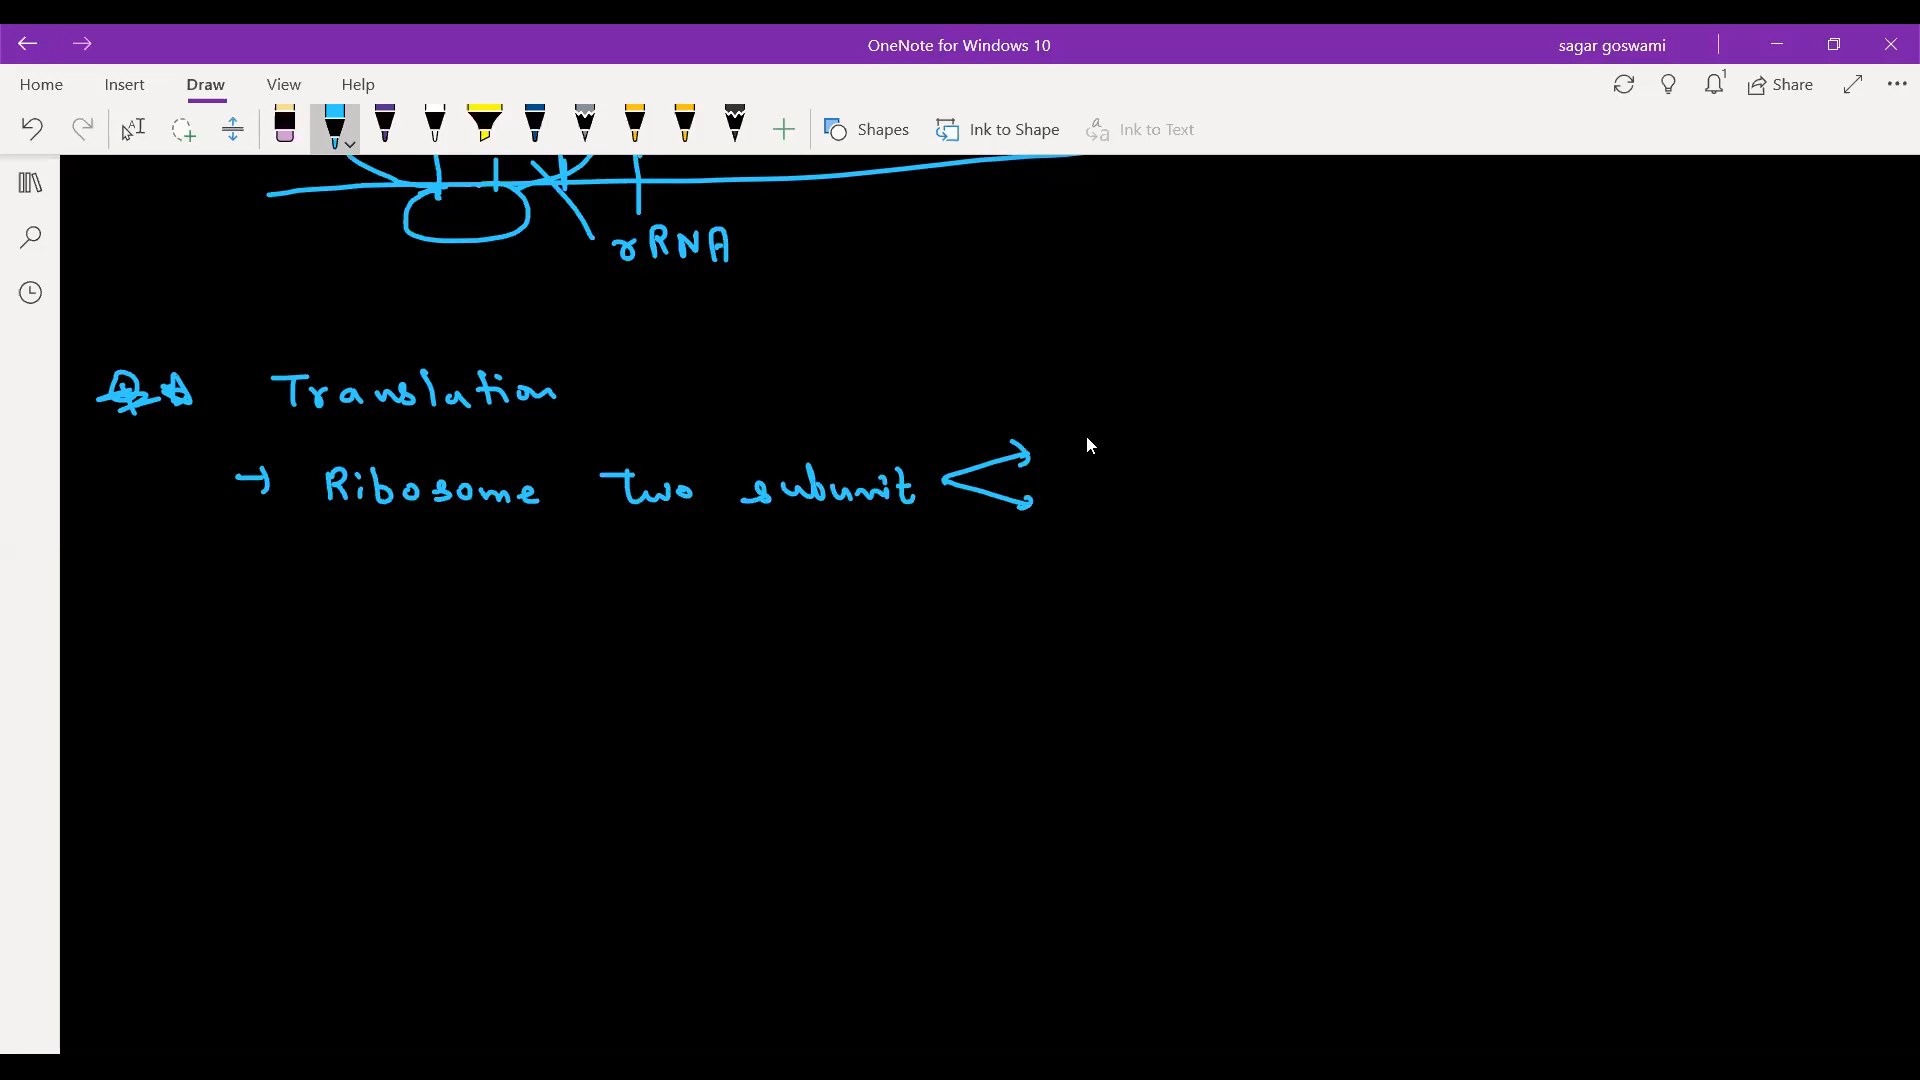 OneNote for Windows 10
sagar goswami
Home Insert Draw View Help
1
Share
Shapes
Ink to Shape
Ink to Text
rRNA
Translation
→ Ribosome two subunit